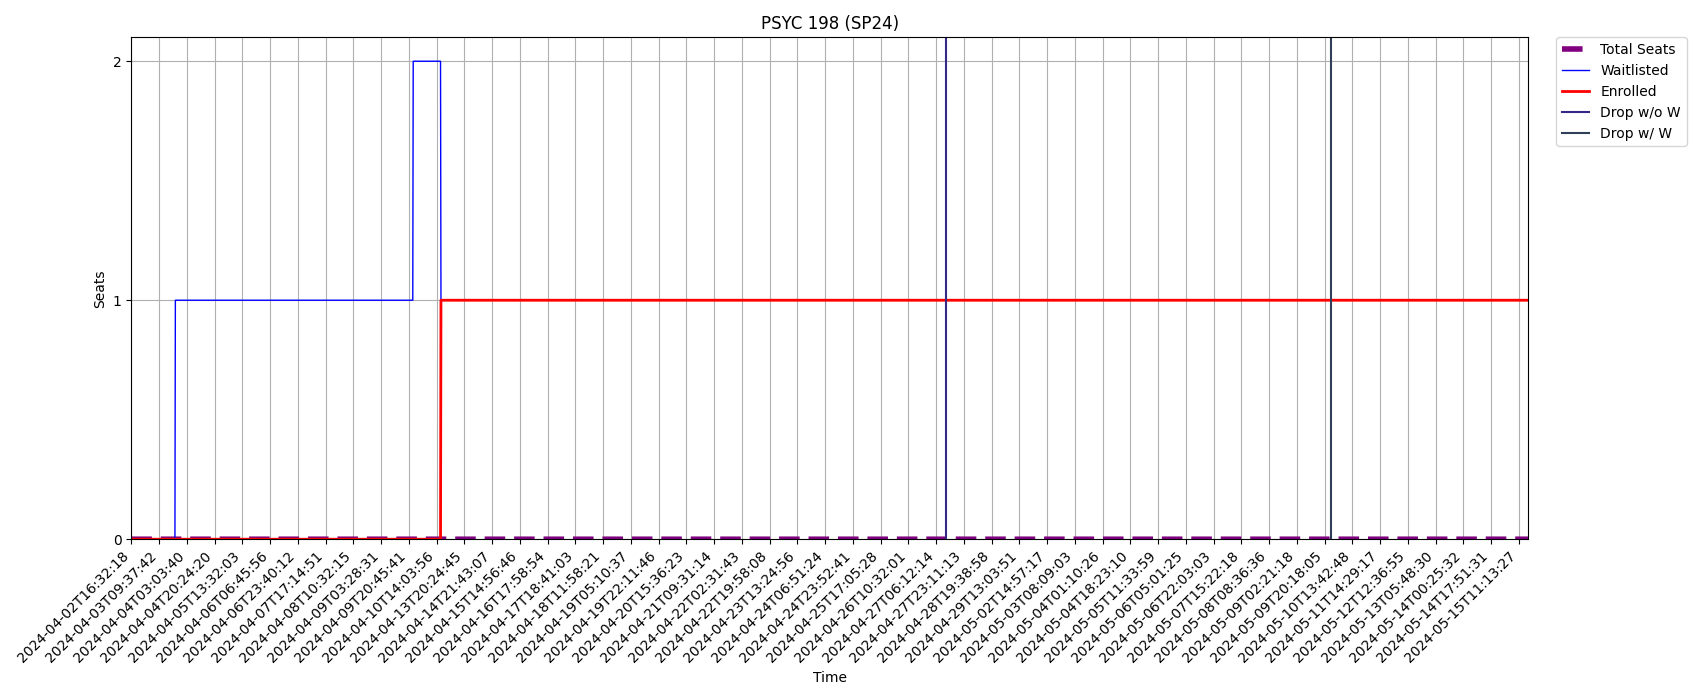 PSYC 198 (SP24)
Total Seats
Waitlisted
Enrolled
Drop w/o W
Drop w/ W
Seats
2
1
0
2024-04-02T16:32:18
2024-04-03T09:37:42
2024-04-04T03:03:40
2024-04-04T20:24:20
2024-04-05T13:32:03
2024-04-06T06:45:56
2024-04-06T23:40:12
2024-04-07T17:14:51
2024-04-08T10:32:15
2024-04-09T03:28:31
2024-04-09T20:45:41
2024-04-10T14:03:56
2024-04-13T20:24:45
2024-04-14T21:43:07
2024-04-15T14:56:46
2024-04-16T17:58:54
2024-04-17T18:41:03
2024-04-18T11:58:21
2024-04-19T05:10:37
2024-04-19T22:11:46
2024-04-20T15:36:23
2024-04-21T09:31:14
2024-04-22T02:31:43
2024-04-22T19:58:08
2024-04-23T13:24:56
2024-04-24T06:51:24
2024-04-24T23:52:41
2024-04-25T17:05:28
2024-04-26T10:32:01
2024-04-27T06:12:14
2024-04-27T23:11:13
2024-04-28T19:38:58
2024-04-29T13:03:51
2024-05-02T14:57:17
2024-05-03T08:09:03
2024-05-04T01:10:26
2024-05-04T18:23:10
2024-05-05T11:33:59
2024-05-06T05:01:25
2024-05-06T22:03:03
2024-05-07T15:22:18
2024-05-08T08:36:36
2024-05-09T02:21:18
2024-05-09T20:18:05
2024-05-10T13:42:48
2024-05-11T14:29:17
2024-05-12T12:36:55
2024-05-13T05:48:30
2024-05-14T00:25:32
2024-05-14T17:51:31
2024-05-15T11:13:27
Time